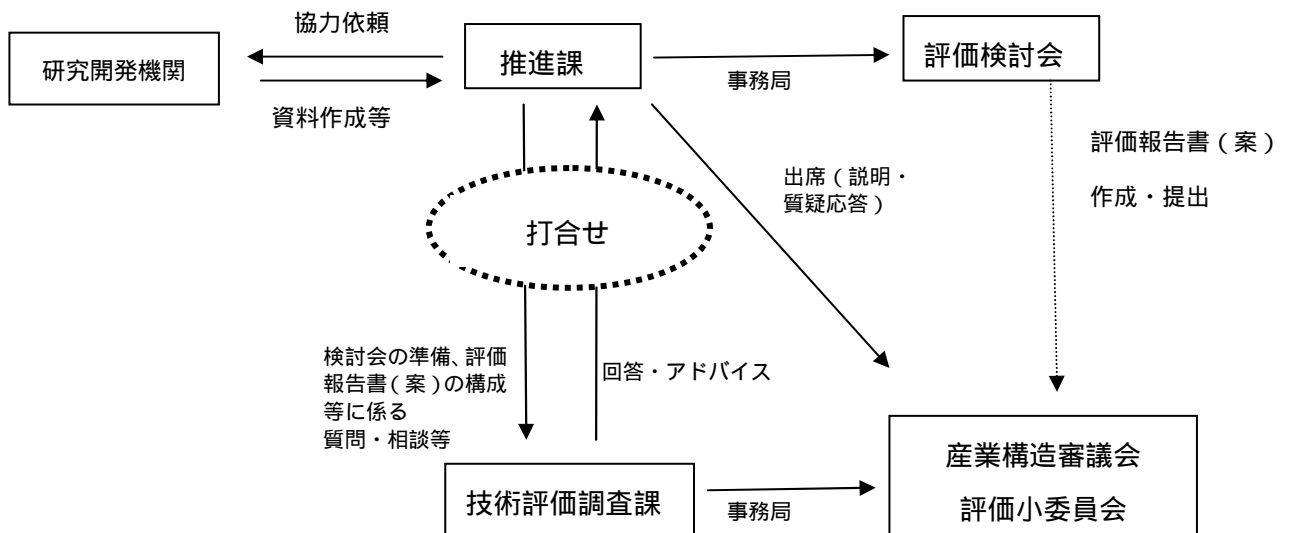 協力依頼
研究開発機関
推進課
評価検討会
事務局
資料作成等
評価報告書（案）
作成・提出
出席（説明・
質疑応答）
打合せ
検討会の準備、評価
報告書（案）の構成
等に係る
質問・相談等
回答・アドバイス
産業構造審議会
評価小委員会
技術評価調査課
事務局